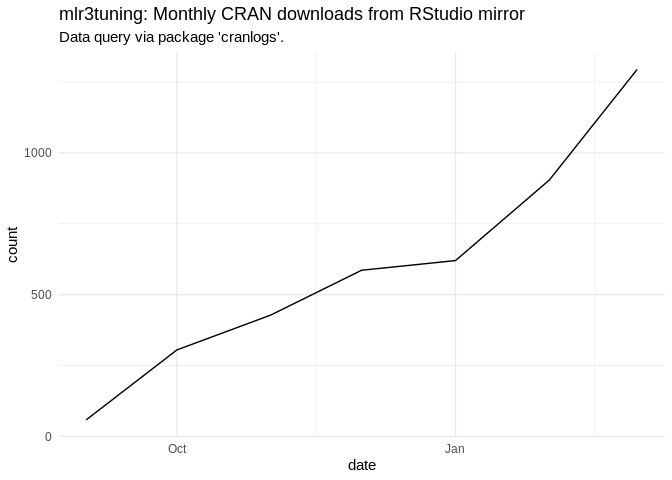 mlr3tuning: Monthly CRAN downloads from RStudio mirror
Data query via package 'cranlogs'.
1000
500
0
count
Oct
Jan
date